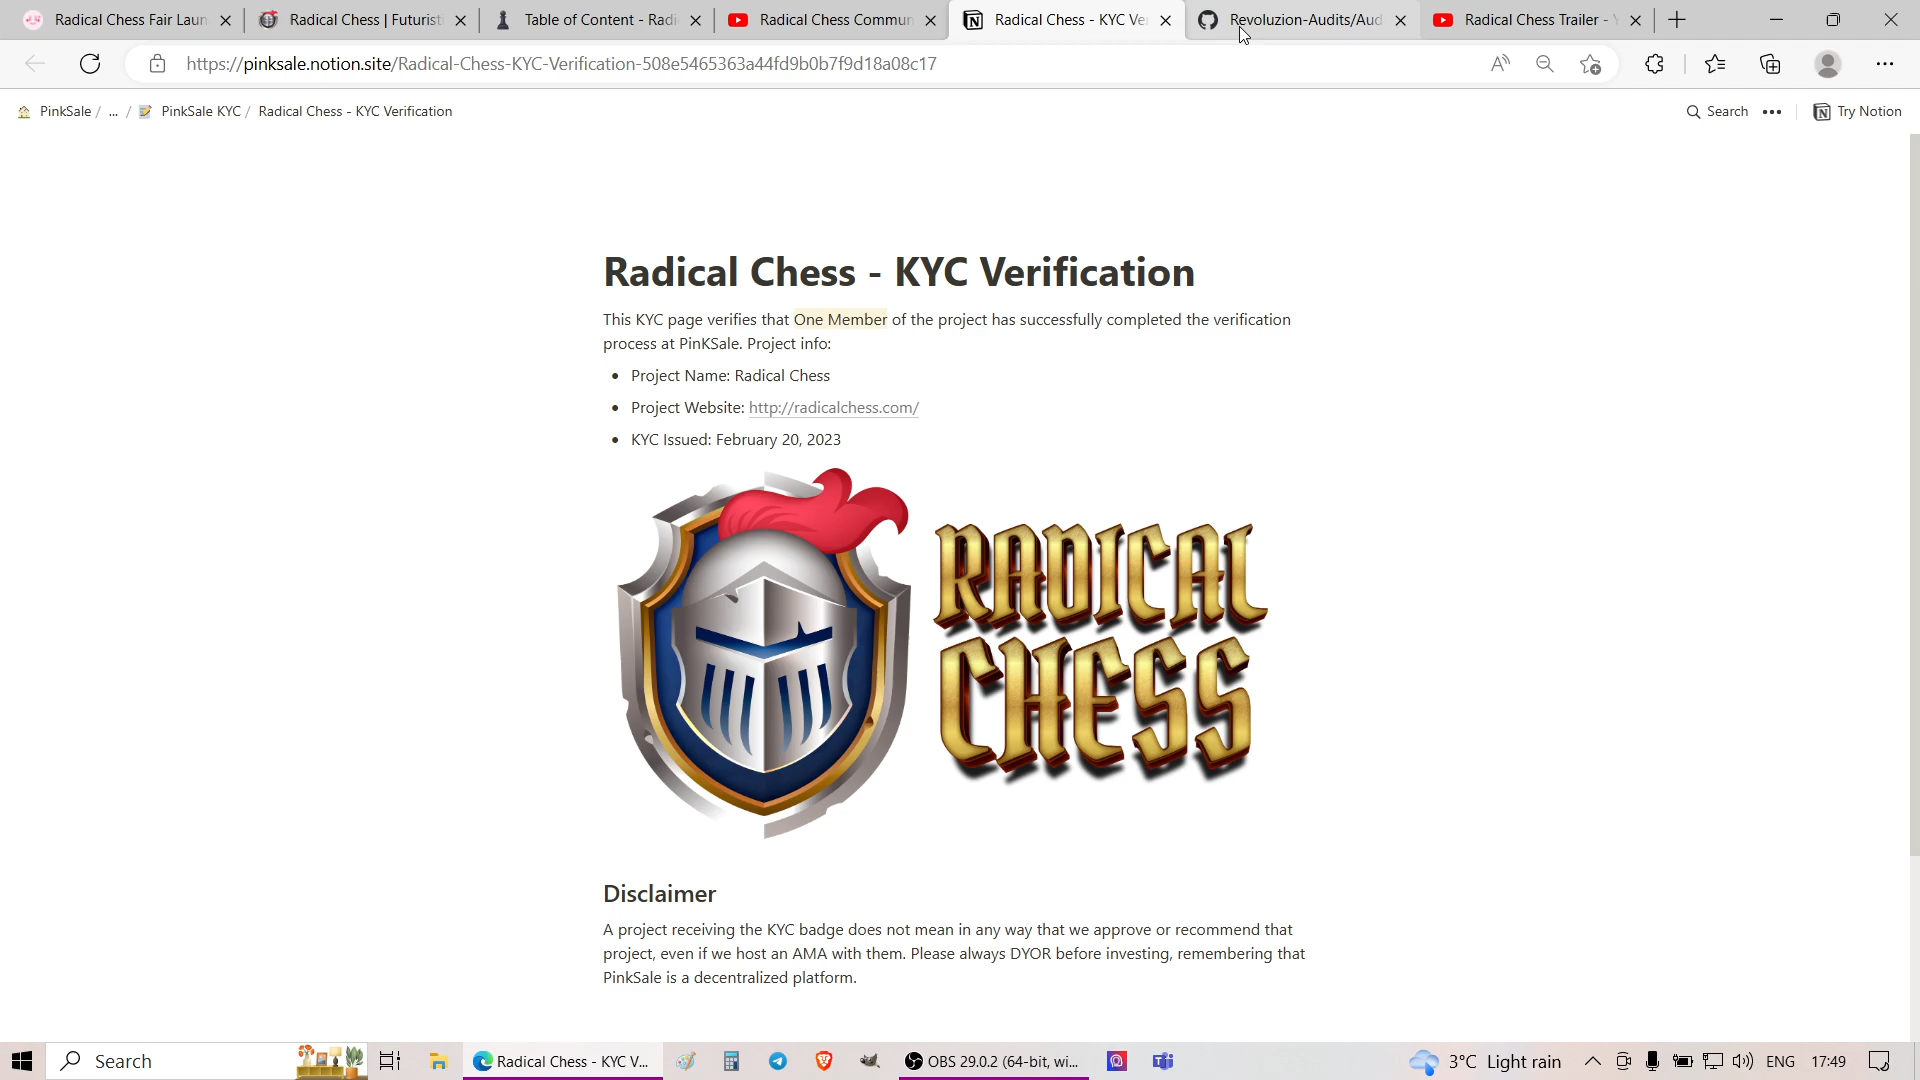 Radical Chess Fair Laun
Radical Chess | Futurist
Table of Content - Radi
Radical Chess Commun
Radical Chess - KYC Ve
Revoluzion-Audits/Aud
Radical Chess Trailer - Y
https://pinksale.notion.site/Radical-Chess-KYC-Verification-508e5465363a44fd9b0b7f9d18a08c17
PinkSale / ... / PinkSale KYC / Radical Chess - KYC Verification
Search
Try Notion
Radical Chess - KYC Verification
This KYC page verifies that One Member of the project has successfully completed the verification
process at PinKSale. Project info:
• Project Name: Radical Chess
• Project Website: http://radicalchess.com/
• KYC Issued: February 20, 2023
RADICAL
CHESS
Disclaimer
A project receiving the KYC badge does not mean in any way that we approve or recommend that
project, even if we host an AMA with them. Please always DYOR before investing, remembering that
PinkSale is a decentralized platform.
Search
Radical Chess - KYC V...
OBS 29.0.2 (64-bit, wi...
3°C Light rain
ENG
17:49